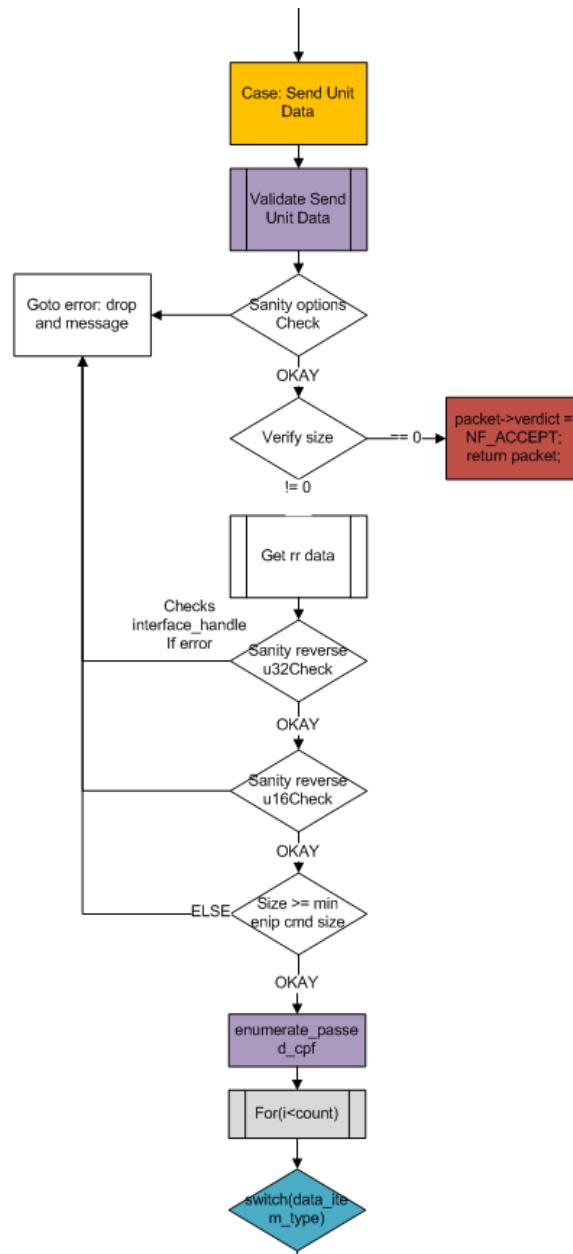 Case: Send Unit
Data
Validate Send
Unit Data
Goto error: drop
and message
Sanity options
Check
OKAY
Verify size
== 0
packet->verdict =
NF_ACCEPT;
return packet;
!= 0
Get rr data
Checks
interface_handle
If error
Sanity reverse
u32Check
OKAY
Sanity reverse
u16Check
OKAY
ELSE
Size >= min
enip cmd size
OKAY
enumerate_passe
d_cpf
For(i<count)
switch(data_ite
m_type)